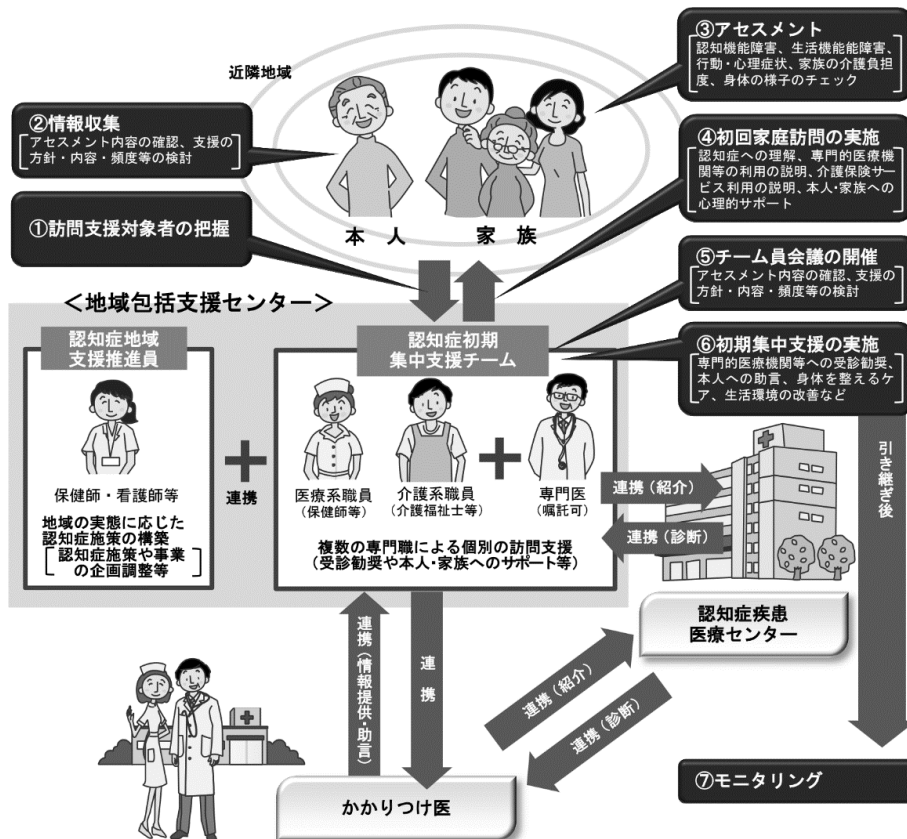 近隣地域
③アセスメント
認知機能障害、生活機能能障害、
行動・心理症状、家族の介護負担
度、身体の様子のチェック
②情報収集
アセスメント内容の確認、支援の
方針・内容・頻度等の検討
④初回家庭訪問の実施
認知症への理解、専門的医療機
関等の利用の説明、介護保険サー
ビス利用の説明、本人・家族への
心理的サポート
①訪問支援対象者の把握
本人
家族
⑤チーム員会議の開催
アセスメント内容の確認、支援の
方針・内容・頻度等の検討
＜地域包括支援センター＞
認知症地域
支援推進員
認知症初期
集中支援チーム
⑥初期集中支援の実施
専門的医療機関等への受診勧奨、
本人への助言、身体を整えるケ
ア、生活環境の改善など
保健師・看護師等
地域の実態に応じた
認知症施策の構築
認知症施策や事業
の企画調整等
連携
医療系職員
（保健師等）
介護系職員
（介護福祉士等）
専門医
（嘱託可）
複数の専門職による個別の訪問支援
（受診勧奨や本人・家族へのサポート等）
連携（紹介）
連携（診断）
引き継ぎ後
認知症疾患
医療センター
連携（情報提供・助言）
連携
連携（紹介）
連携（診断）
かかりつけ医
⑦モニタリング